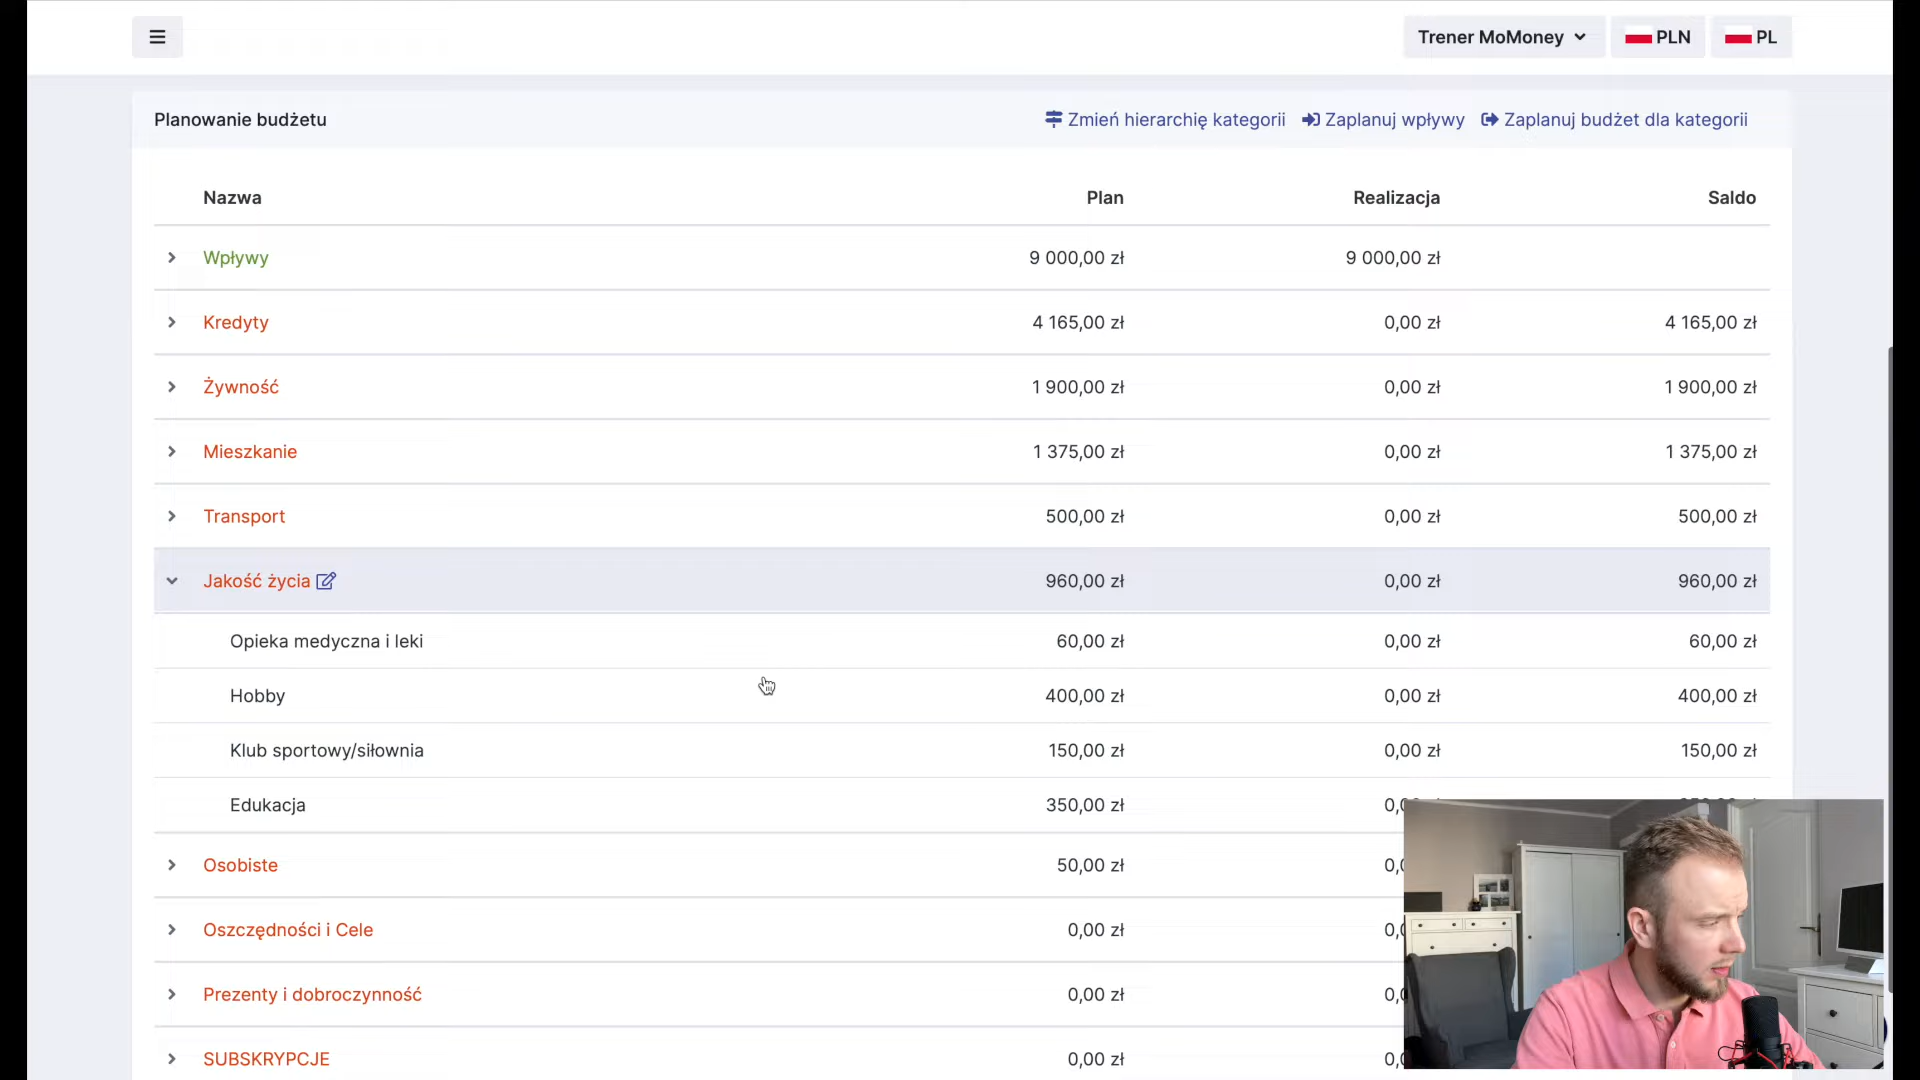 Trener MoMoney PLN PL
Planowanie budżetu Zmień hierarchię kategorii Zaplanuj wpływy Zaplanuj budżet dla kategorii
Nazwa Plan Realizacja Saldo
Wpływy 9 000,00 zł 9 000,00 zł
Kredyty 4 165,00 zł 0,00 zł 4 165,00 zł
Żywność 1 900,00 zł 0,00 zł 1 900,00 zł
Mieszkanie 1 375,00 zł 0,00 zł 1 375,00 zł
Transport 500,00 zł 0,00 zł 500,00 zł
Jakość życia 960,00 zł 0,00 zł 960,00 zł
Opieka medyczna i leki 60,00 zł 0,00 zł 60,00 zł
Hobby 400,00 zł 0,00 zł 400,00 zł
Klub sportowy/siłownia 150,00 zł 0,00 zł 150,00 zł
Edukacja 350,00 zł
Osobiste 50,00 zł
Oszczędności i Cele 0,00 zł
Prezenty i dobroczynność 0,00 zł
SUBSKRYPCJE 0,00 zł